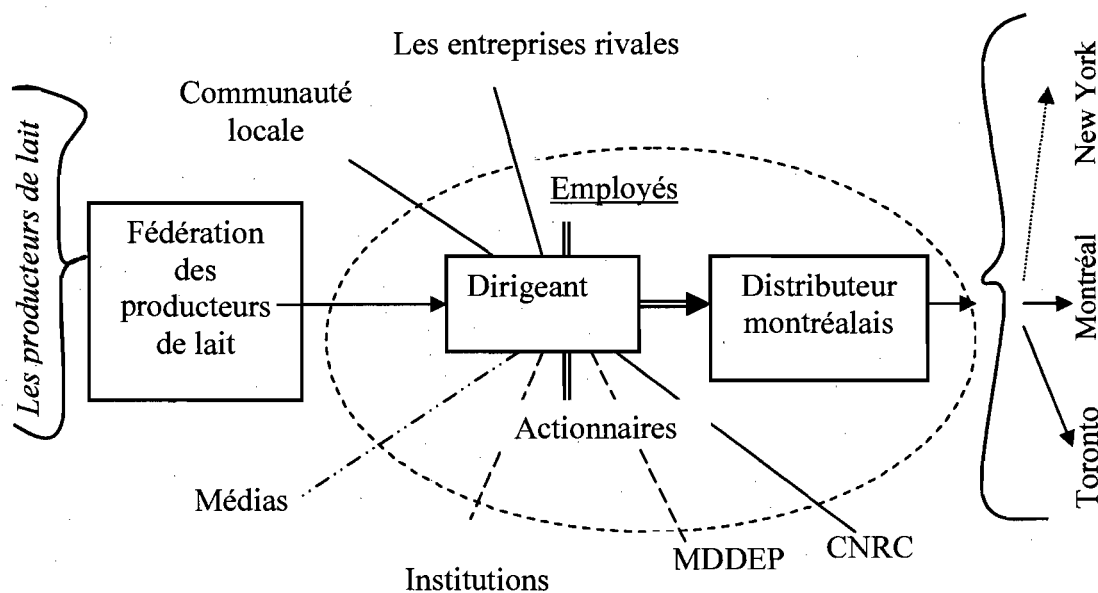 Les entreprises rivales
Communauté
locale
Les producteurs de lait
Employés
Fédération
des
producteurs
de lait
Dirigeant
Distributeur
montréalais
New York
Montréal
Toronto
Actionnaires
Médias
Institutions
MDDEP
CNRC